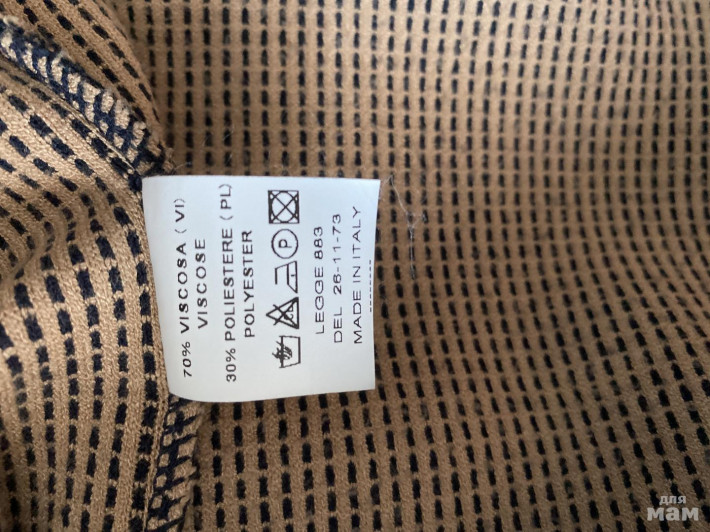 70% VISCOSA (VI)
VISCOSE
30% POLIESTERE (PL)
POLYESTER
P
LEGGE 883
DEL 26-11-73
MADE IN ITALY
для
мам